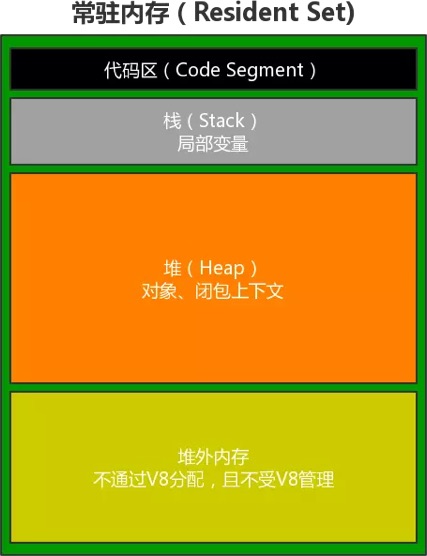 常驻内存（Resident Set)
代码区（Code Segment）
栈（Stack）
局部变量
堆（Heap）
对象、闭包上下文
堆外内存
不通过V8分配，且不受V8管理